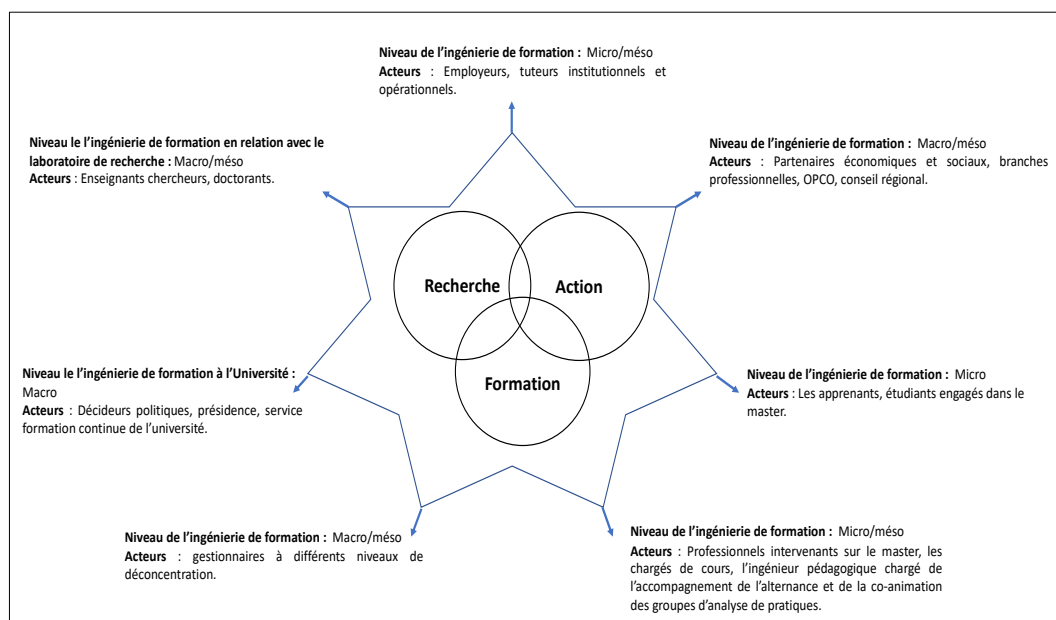 Niveau de l’ingénierie de formation : Micro/méso
Acteurs : Employeurs, tuteurs institutionnels et
opérationnels.
Niveau le l’ingénierie de formation en relation avec le
laboratoire de recherche : Macro/méso
Acteurs : Enseignants chercheurs, doctorants.
Niveau de l’ingénierie de formation : Macro/méso
Acteurs : Partenaires économiques et sociaux, branches
professionnelles, OPCO, conseil régional.
Recherche
Action
Formation
Niveau le l’ingénierie de formation à l’Université :
Macro
Acteurs : Décideurs politiques, présidence, service
formation continue de l’université.
Niveau de l’ingénierie de formation : Micro
Acteurs : Les apprenants, étudiants engagés dans le
master.
Niveau de l’ingénierie de formation : Macro/méso
Acteurs : gestionnaires à différents niveaux de
déconcentration.
Niveau de l’ingénierie de formation : Micro/méso
Acteurs : Professionnels intervenants sur le master, les
chargés de cours, l’ingénieur pédagogique chargé de
l’accompagnement de l’alternance et de la co-animation
des groupes d’analyse de pratiques.